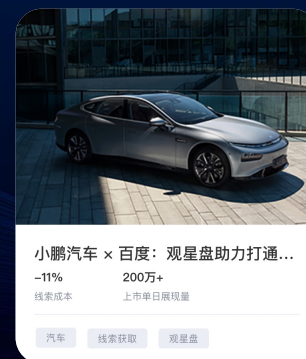 小鹏汽车 × 百度：观星盘助力打通...
-11%
200万+
线索成本
上市单日展现量
汽车
线索获取
观星盘